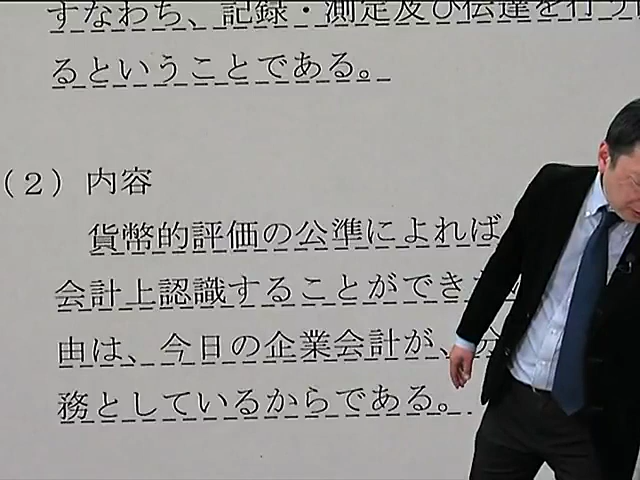 すなわち、記録・測定及び伝達を行う
るということである。
（２）内容
貨幣的評価の公準によれば
会計上認識することができ
由は、今日の企業会計が、分
務としているからである。